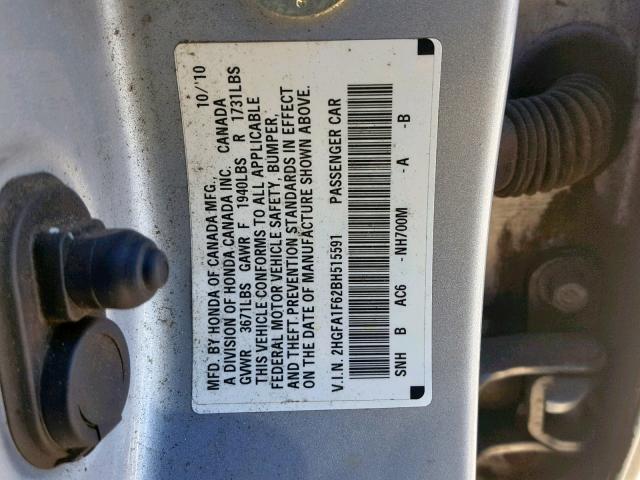 MFD. BY HONDA OF CANADA MFG. 10/'10
A DIVISION OF HONDA CANADA INC. CANADA
GVWR 3671LBS GAWR F 1940LBS R 1731LBS
THIS VEHICLE CONFORMS TO ALL APPLICABLE
FEDERAL MOTOR VEHICLE SAFETY, BUMPER,
AND THEFT PREVENTION STANDARDS IN EFFECT
ON THE DATE OF MANUFACTURE SHOWN ABOVE.
V.I.N. 2HGFA1F62BH515591 PASSENGER CAR
SNH B AC6 -NH700M -A -B